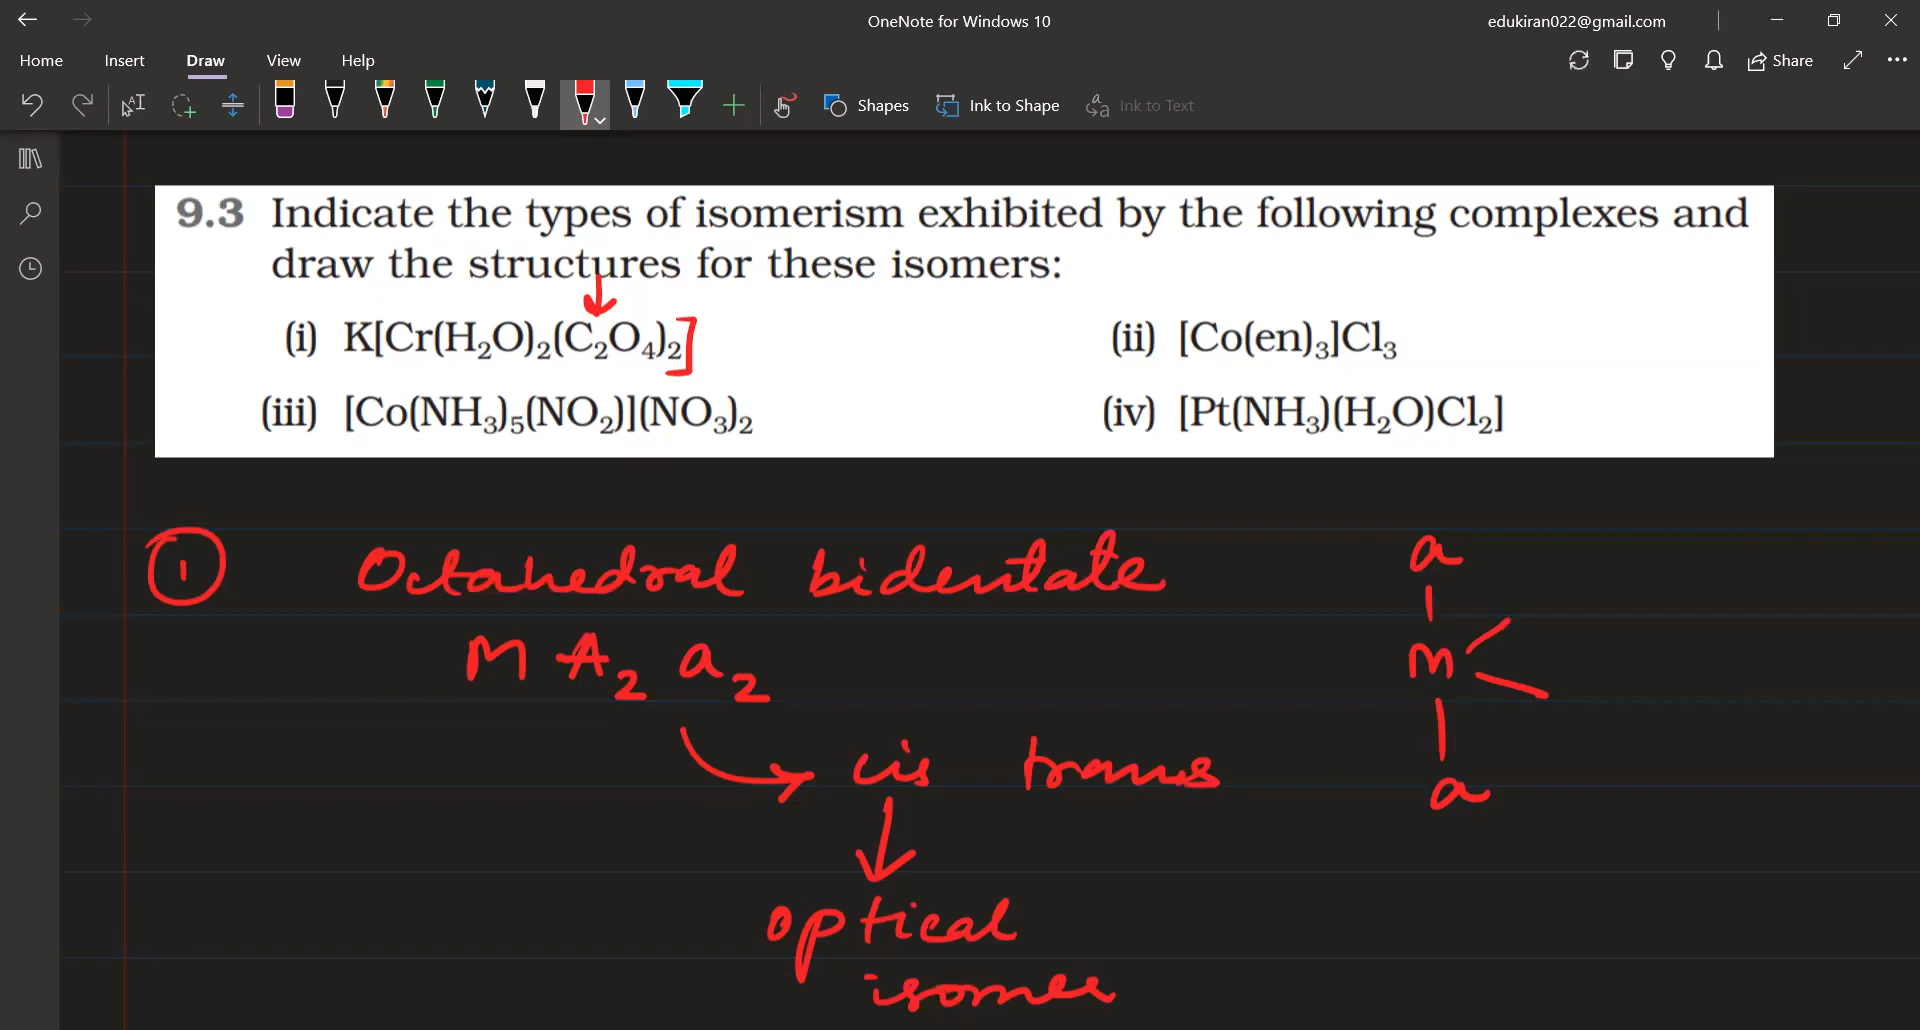 OneNote for Windows 10
edukiran022@gmail.com
Home Insert Draw View Help
Share
Shapes Ink to Shape Ink to Text
9.3 Indicate the types of isomerism exhibited by the following complexes and
draw the structures for these isomers:
(i) K[Cr(H₂O)₂(C₂O₄)₂]
(ii) [Co(en)₃]Cl₃
(iii) [Co(NH₃)₅(NO₂)](NO₃)₂
(iv) [Pt(NH₃)(H₂O)Cl₂]
1 Octahedral bidentate
M A₂ a₂
cis trans
optical
isomer
a
M
a